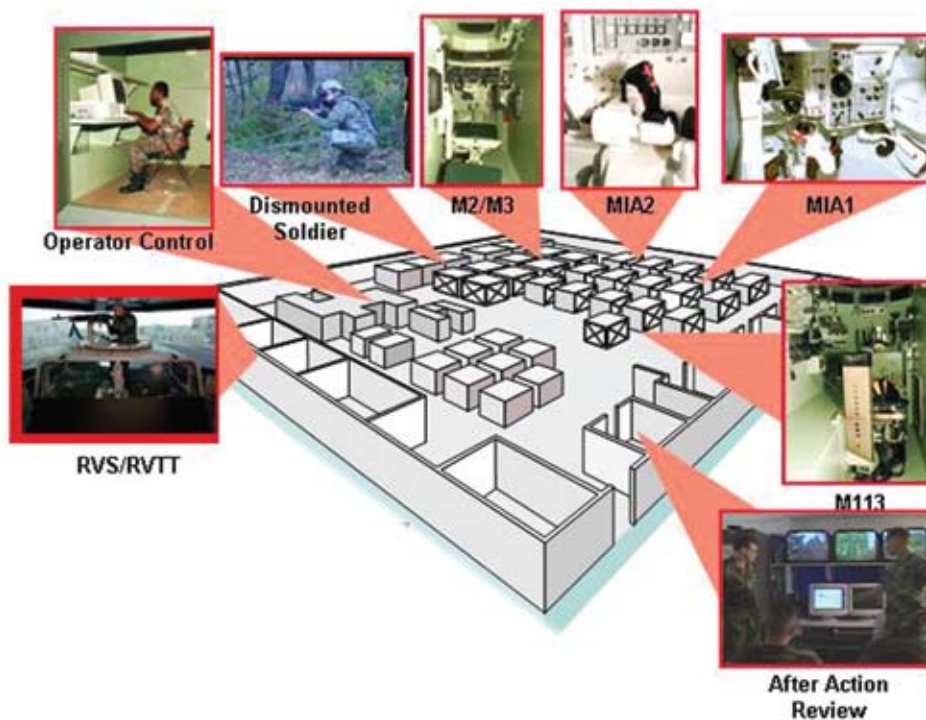 Operator Control
Dismounted
Soldier
M2/M3
MIA2
MIA1
RVS/RVTT
M113
After Action
Review